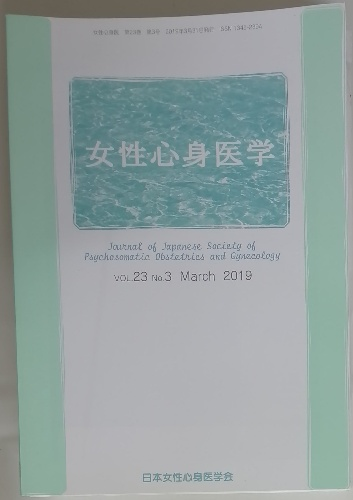 女性心身医学
Journal of Japanese Society of
Psychosomatic Obstetrics and Gynecology
VOL.23 No.3 March 2019
日本女性心身医学会